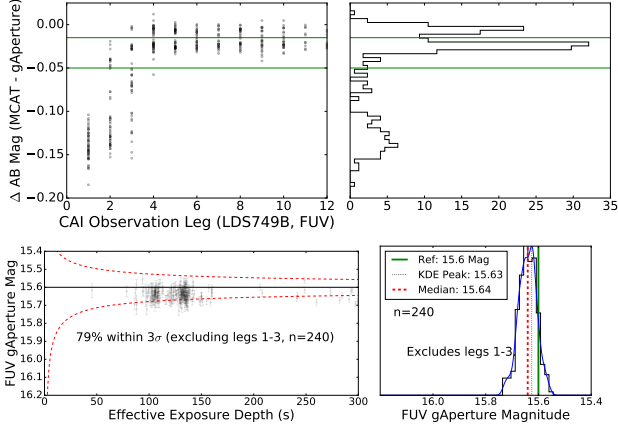 0.00
−0.05
−0.10
−0.15
−0.20
Δ AB Mag (MCAT - gAperture)
0 2 4 6 8 10 12
CAI Observation Leg (LDS749B, FUV)
0 5 10 15 20 25 30 35
15.4
15.5
15.6
15.7
15.8
15.9
16.0
16.1
16.2
FUV gAperture Mag
79% within 3σ (excluding legs 1-3, n=240)
0 50 100 150 200 250 300
Effective Exposure Depth (s)
Ref: 15.6 Mag
KDE Peak: 15.63
Median: 15.64
n=240
Excludes legs 1-3.
16.0 15.8 15.6 15.4
FUV gAperture Magnitude